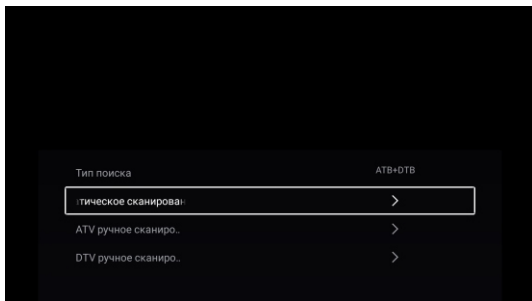 Тип поиска АТВ+DTB
тическое сканирован
ATV ручное сканиро..
DTV ручное сканиро..